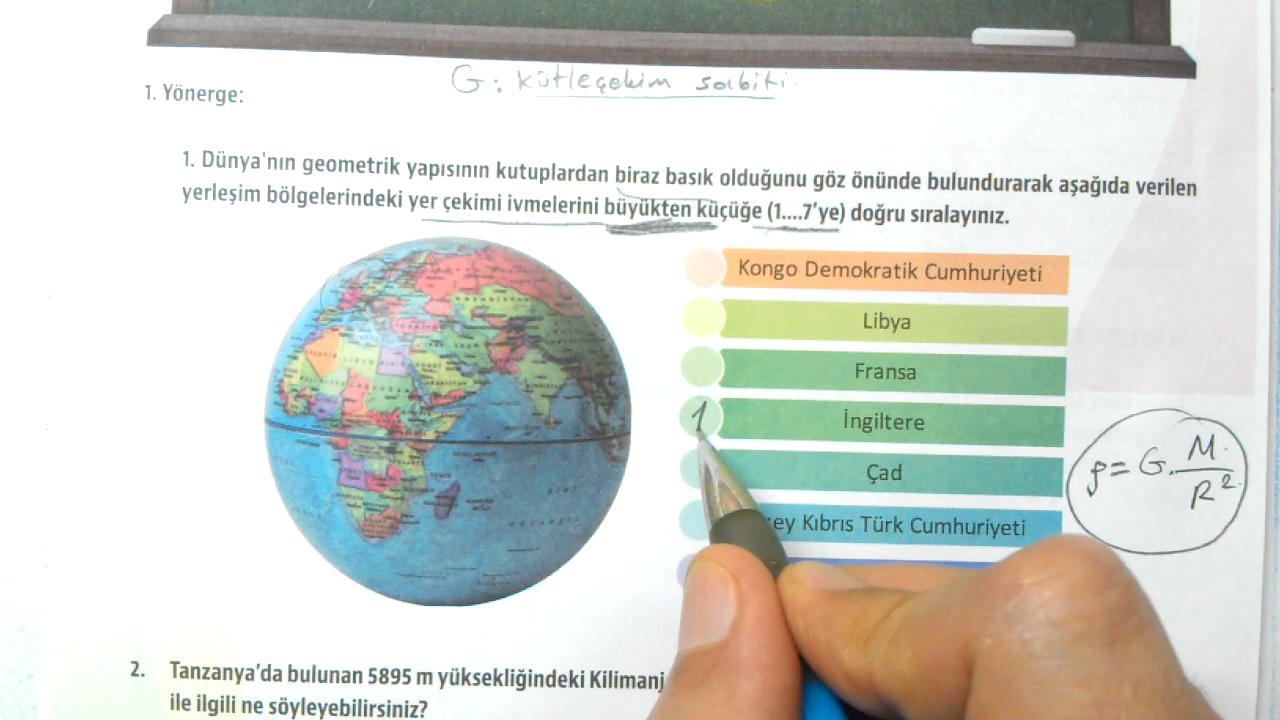 G: kütleçekim sabiti
1. Yönerge:
1. Dünya'nın geometrik yapısının kutuplardan biraz basık olduğunu göz önünde bulundurarak aşağıda verilen
yerleşim bölgelerindeki yer çekimi ivmelerini büyükten küçüğe (1....7'ye) doğru sıralayınız.
Kongo Demokratik Cumhuriyeti
Libya
Fransa
1 İngiltere
Çad
Kıbrıs Türk Cumhuriyeti
g = G. M / R²
2. Tanzanya'da bulunan 5895 m yüksekliğindeki
ile ilgili ne söyleyebilirsiniz?